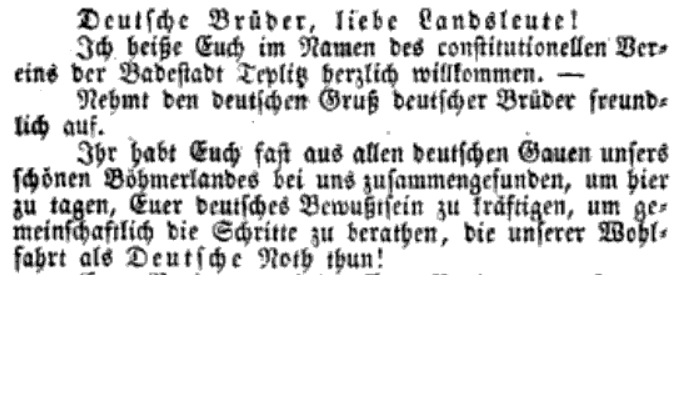 Deutsche Brüder, liebe Landsleute!
Ich heiße Euch im Namen des constitutionellen Ver-
eins der Badestadt Teplitz herzlich willkommen. —
Nehmt den deutschen Gruß deutscher Brüder freund-
lich auf.
Ihr habt Euch fast aus allen deutschen Gauen unsers
schönen Böhmerlandes bei uns zusammengefunden, um hier
zu tagen, Euer deutsches Bewußtsein zu kräftigen, um ge-
meinschaftlich die Schritte zu berathen, die unserer Wohl-
fahrt als Deutsche Noth thun!